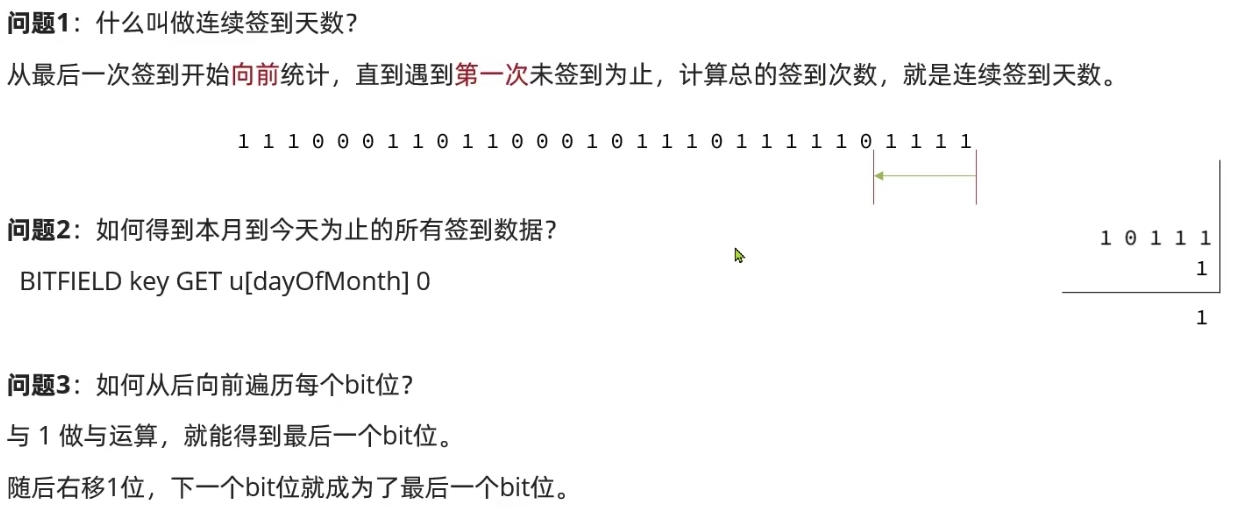 问题1：什么叫做连续签到天数？
从最后一次签到开始向前统计，直到遇到第一次未签到为止，计算总的签到次数，就是连续签到天数。
1 1 1 0 0 0 1 1 0 1 1 0 0 0 1 0 1 1 1 0 1 1 1 1 1 0 1 1 1 1
问题2：如何得到本月到今天为止的所有签到数据？
BITFIELD key GET u[dayOfMonth] 0
1 0 1 1 1
1
1
问题3：如何从后向前遍历每个bit位？
与 1 做与运算，就能得到最后一个bit位。
随后右移1位，下一个bit位就成为了最后一个bit位。